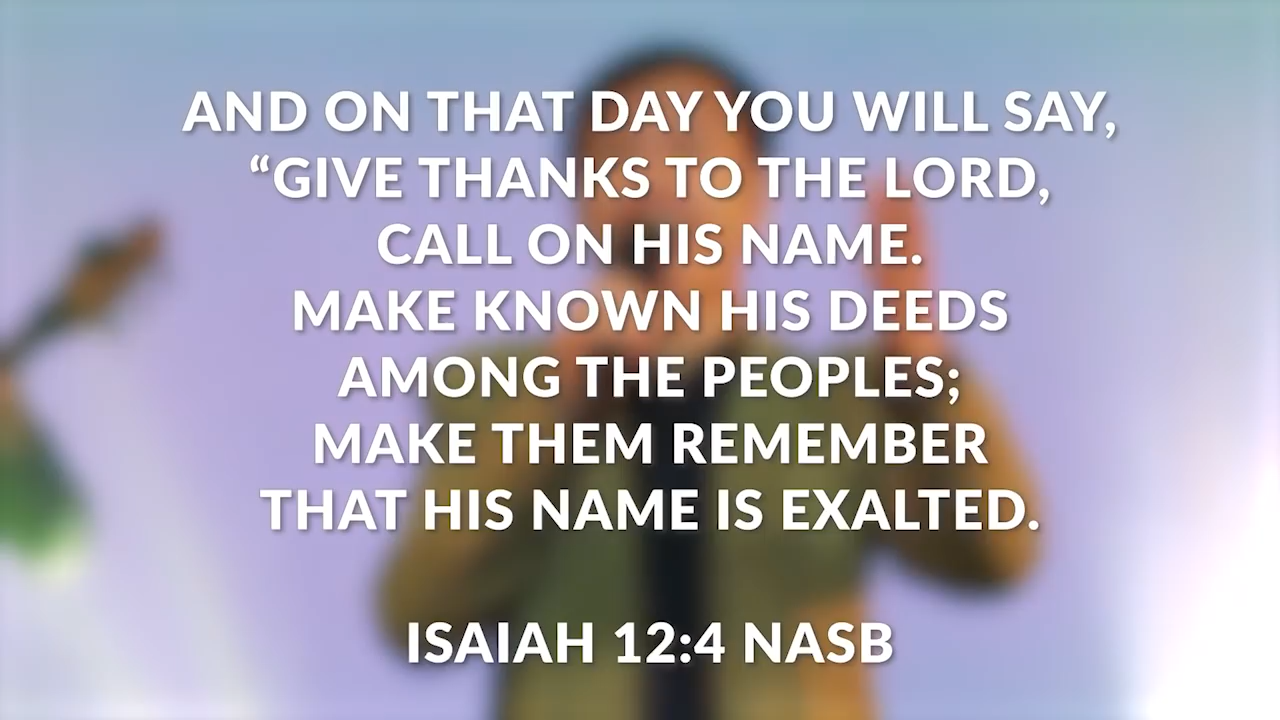 AND ON THAT DAY YOU WILL SAY,
“GIVE THANKS TO THE LORD,
CALL ON HIS NAME.
MAKE KNOWN HIS DEEDS
AMONG THE PEOPLES;
MAKE THEM REMEMBER
THAT HIS NAME IS EXALTED.
ISAIAH 12:4 NASB